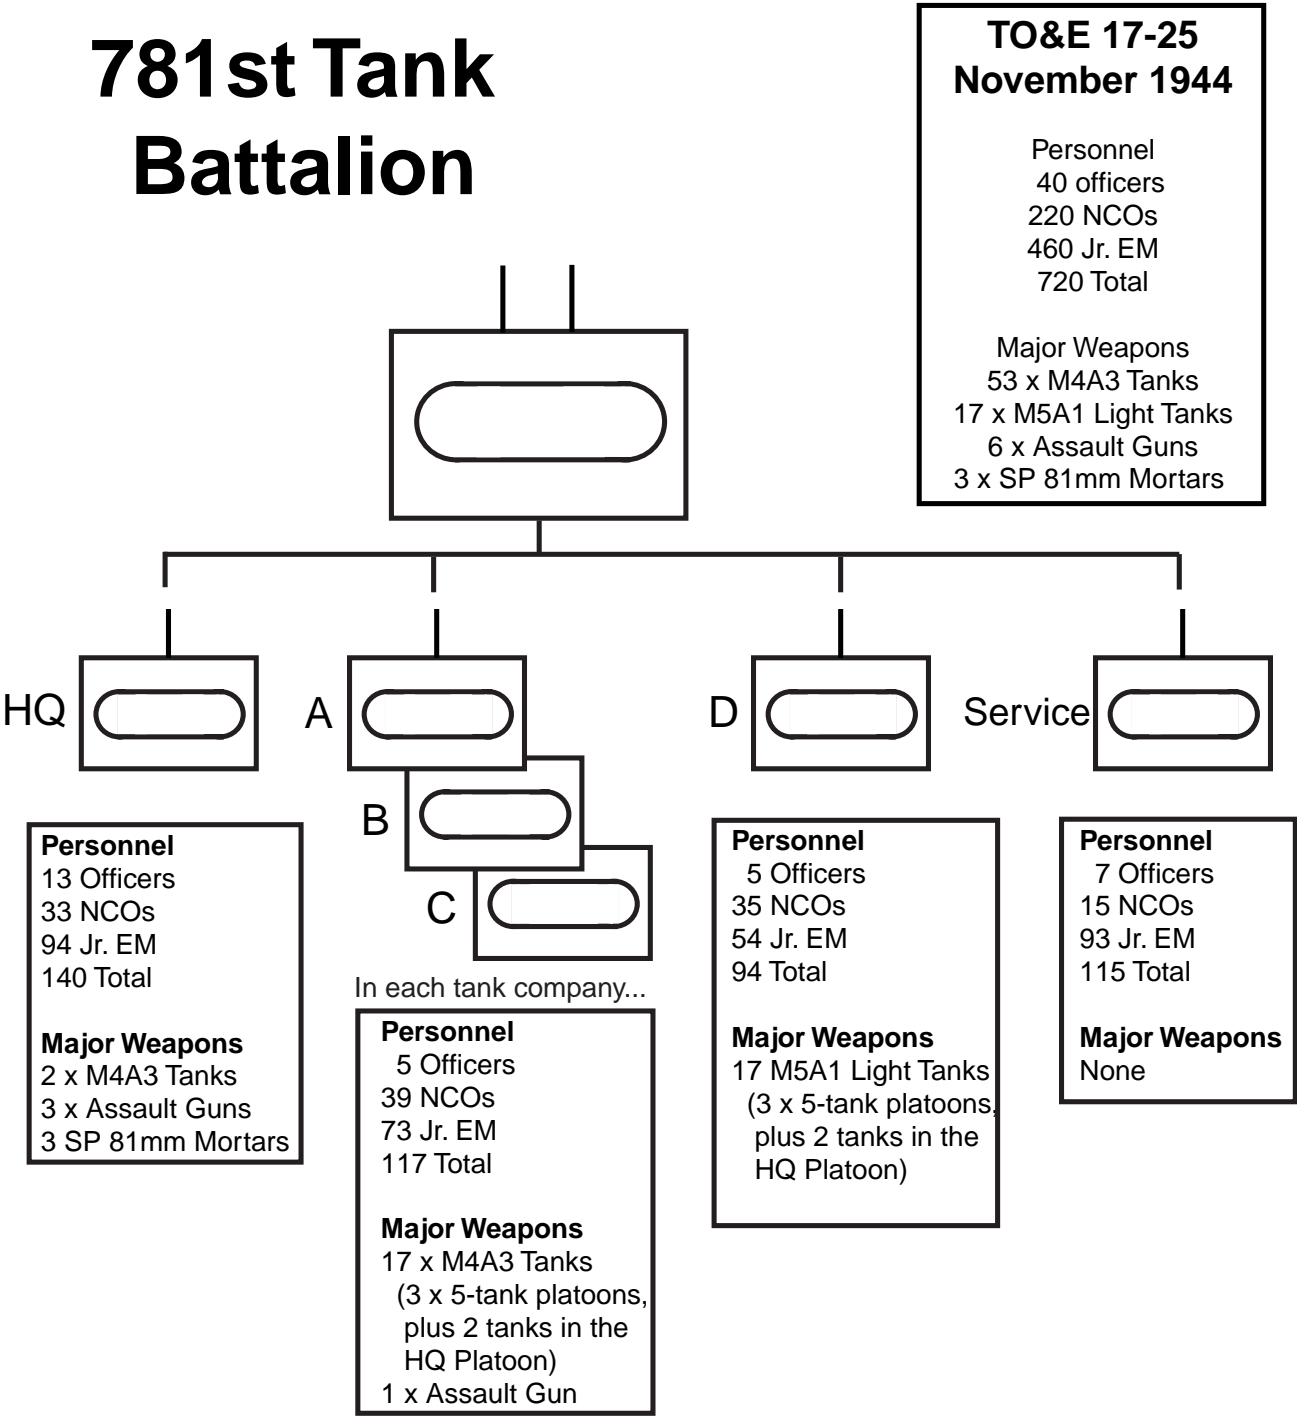 781st Tank
Battalion
TO&E 17-25
November 1944
Personnel
40 officers
220 NCOs
460 Jr. EM
720 Total
Major Weapons
53 x M4A3 Tanks
17 x M5A1 Light Tanks
6 x Assault Guns
3 x SP 81mm Mortars
HQ
A
B
C
D
Service
Personnel
13 Officers
33 NCOs
94 Jr. EM
140 Total
Major Weapons
2 x M4A3 Tanks
3 x Assault Guns
3 SP 81mm Mortars
In each tank company...
Personnel
5 Officers
39 NCOs
73 Jr. EM
117 Total
Major Weapons
17 x M4A3 Tanks
(3 x 5-tank platoons,
plus 2 tanks in the
HQ Platoon)
1 x Assault Gun
Personnel
5 Officers
35 NCOs
54 Jr. EM
94 Total
Major Weapons
17 M5A1 Light Tanks
(3 x 5-tank platoons,
plus 2 tanks in the
HQ Platoon)
Personnel
7 Officers
15 NCOs
93 Jr. EM
115 Total
Major Weapons
None